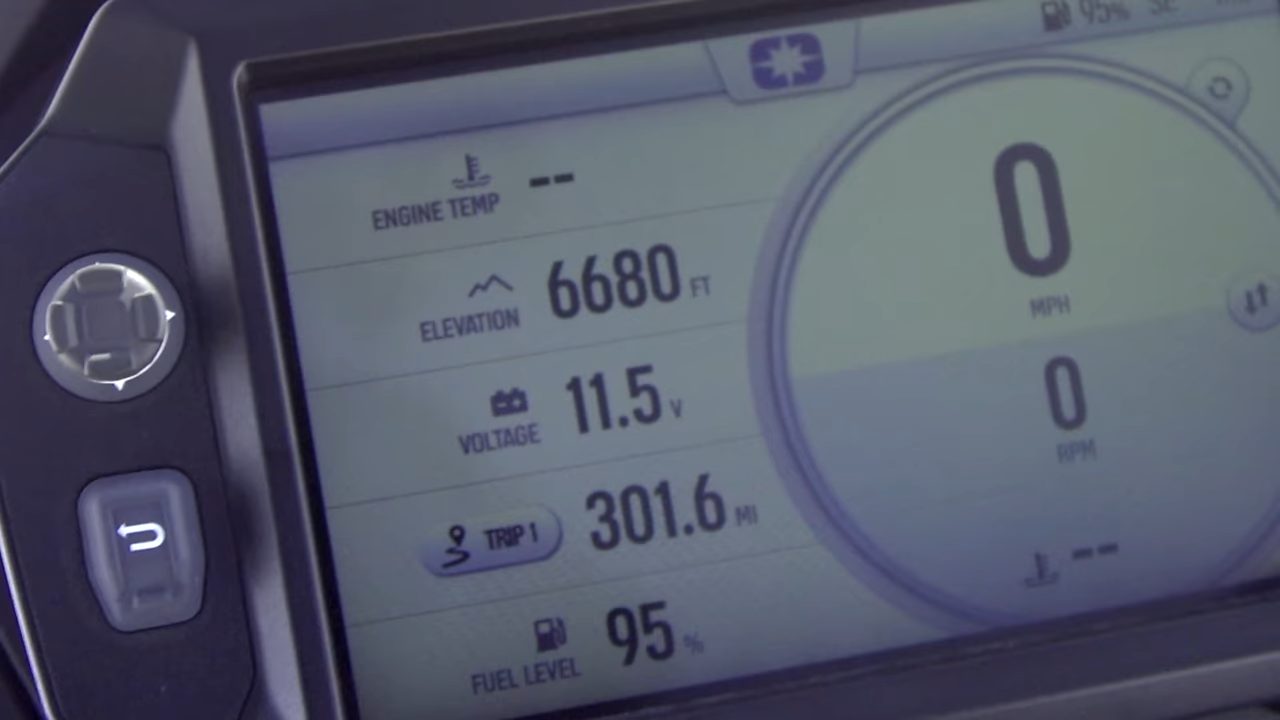 95%
ENGINE TEMP --
ELEVATION 6680 FT
VOLTAGE 11.5 V
TRIP 1 301.6 MI
FUEL LEVEL 95 %
0
MPH
0
RPM
--